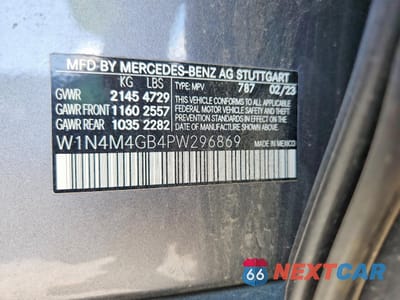 MFD BY MERCEDES-BENZ AG STUTTGART
KG LBS TYPE: MPV 787 02/23
GVWR 2145 4729
GAWR FRONT 1160 2557
GAWR REAR 1035 2282
THIS VEHICLE CONFORMS TO ALL APPLICABLE
FEDERAL MOTOR VEHICLE SAFETY AND THEFT
PREVENTION STANDARDS IN EFFECT ON THE
DATE OF MANUFACTURE SHOWN ABOVE.
W1N4M4GB4PW296869
MADE IN MEXICO
66 NEXTCAR